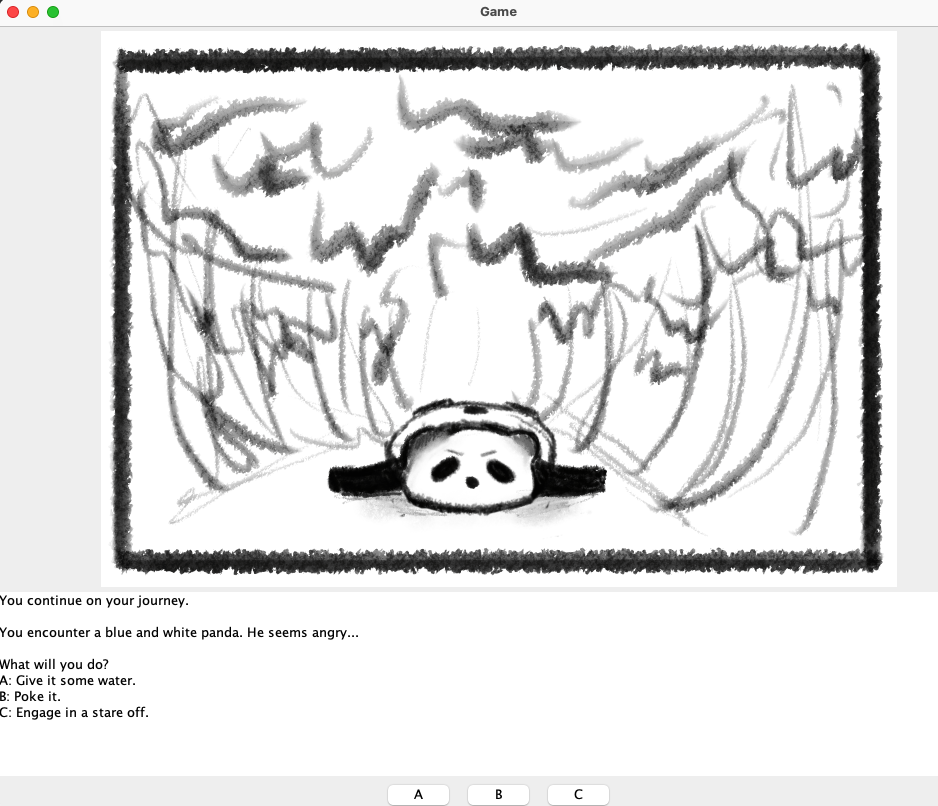 Game
You continue on your journey.
You encounter a blue and white panda. He seems angry...
What will you do?
A: Give it some water.
B: Poke it.
C: Engage in a stare off.
A B C